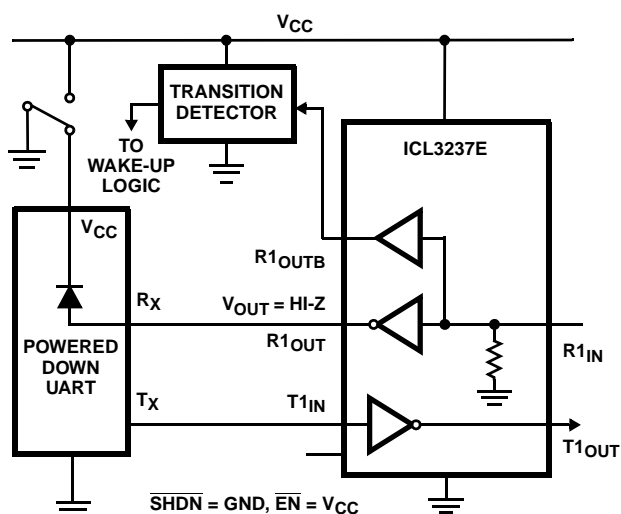 VCC
TRANSITION
DETECTOR
TO
WAKE-UP
LOGIC
ICL3237E
VCC
R1OUTB
RX
VOUT = HI-Z
R1OUT
R1IN
POWERED
DOWN
UART
TX
T1IN
T1OUT
SHDN = GND, EN = VCC